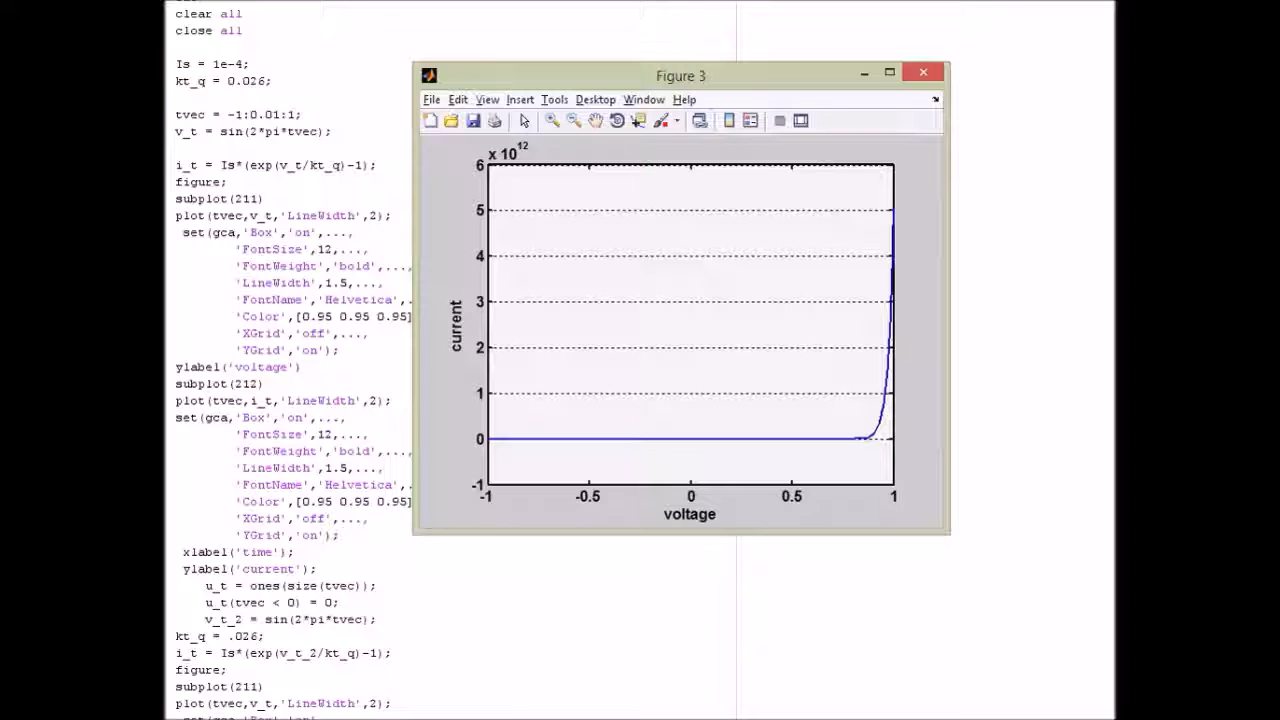 clear all
close all
Is = 1e-4;
kt_q = 0.026;
tvec = -1:0.01:1;
v_t = sin(2*pi*tvec);
i_t = Is*(exp(v_t/kt_q)-1);
figure;
subplot(211)
plot(tvec,v_t,'LineWidth',2);
set(gca,'Box','on',...,
'FontSize',12,...,
'FontWeight','bold',...,
'LineWidth',1.5,...,
'FontName','Helvetica',.
'Color',[0.95 0.95 0.95]
'XGrid','off',...,
'YGrid','on');
ylabel('voltage')
subplot(212)
plot(tvec,i_t,'LineWidth',2);
set(gca,'Box','on',...,
'FontSize',12,...,
'FontWeight','bold',...,
'LineWidth',1.5,...,
'FontName','Helvetica',.
'Color',[0.95 0.95 0.95]
'XGrid','off',...,
'YGrid','on');
xlabel('time');
ylabel('current');
u_t = ones(size(tvec));
u_t(tvec < 0) = 0;
v_t_2 = sin(2*pi*tvec);
kt_q = .026;
i_t = Is*(exp(v_t_2/kt_q)-1);
figure;
subplot(211)
plot(tvec,v_t,'LineWidth',2);
Figure 3
File Edit View Insert Tools Desktop Window Help
x 10^12
6
5
4
3
2
1
0
-1
current
-1 -0.5 0 0.5 1
voltage